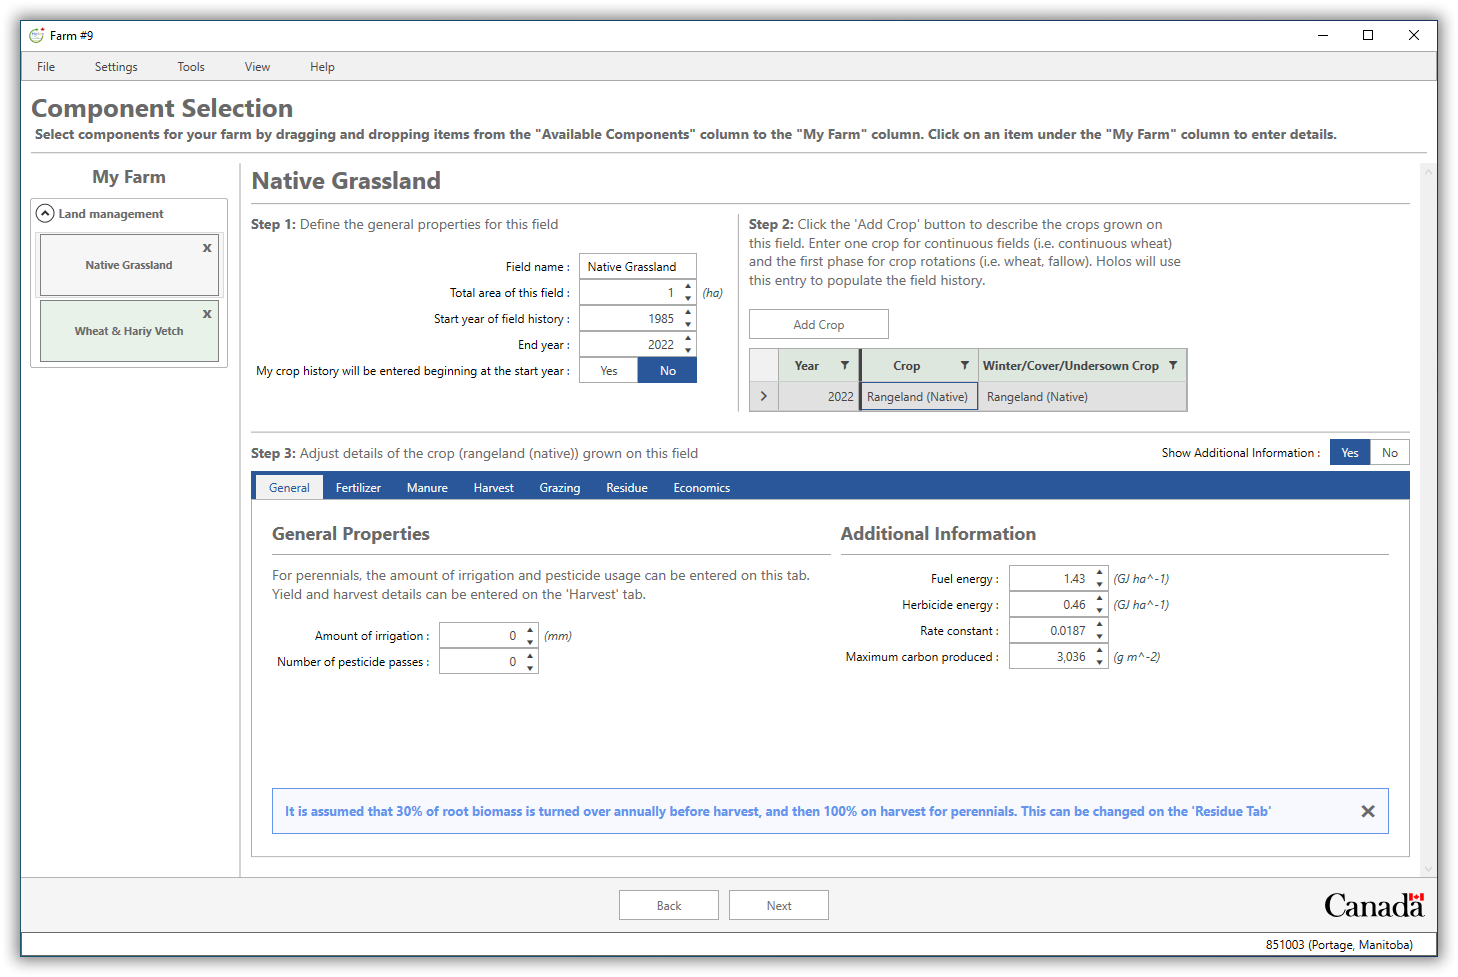 Farm #9
File Settings Tools View Help
Component Selection
Select components for your farm by dragging and dropping items from the "Available Components" column to the "My Farm" column. Click on an item under the "My Farm" column to enter details.
My Farm
Land management
Native Grassland x
Wheat & Hariy Vetch x
Native Grassland
Step 1: Define the general properties for this field
Field name : Native Grassland
Total area of this field : 1 (ha)
Start year of field history : 1985
End year : 2022
My crop history will be entered beginning at the start year : Yes No
Step 2: Click the 'Add Crop' button to describe the crops grown on
this field. Enter one crop for continuous fields (i.e. continuous wheat)
and the first phase for crop rotations (i.e. wheat, fallow). Holos will use
this entry to populate the field history.
Add Crop
Year Crop Winter/Cover/Undersown Crop
2022 Rangeland (Native) Rangeland (Native)
Step 3: Adjust details of the crop (rangeland (native)) grown on this field
Show Additional Information : Yes No
General Fertilizer Manure Harvest Grazing Residue Economics
General Properties
For perennials, the amount of irrigation and pesticide usage can be entered on this tab.
Yield and harvest details can be entered on the 'Harvest' tab.
Amount of irrigation : 0 (mm)
Number of pesticide passes : 0
Additional Information
Fuel energy : 1.43 (GJ ha^-1)
Herbicide energy : 0.46 (GJ ha^-1)
Rate constant : 0.0187
Maximum carbon produced : 3,036 (g m^-2)
It is assumed that 30% of root biomass is turned over annually before harvest, and then 100% on harvest for perennials. This can be changed on the 'Residue Tab'
Back Next
Canada
851003 (Portage, Manitoba)